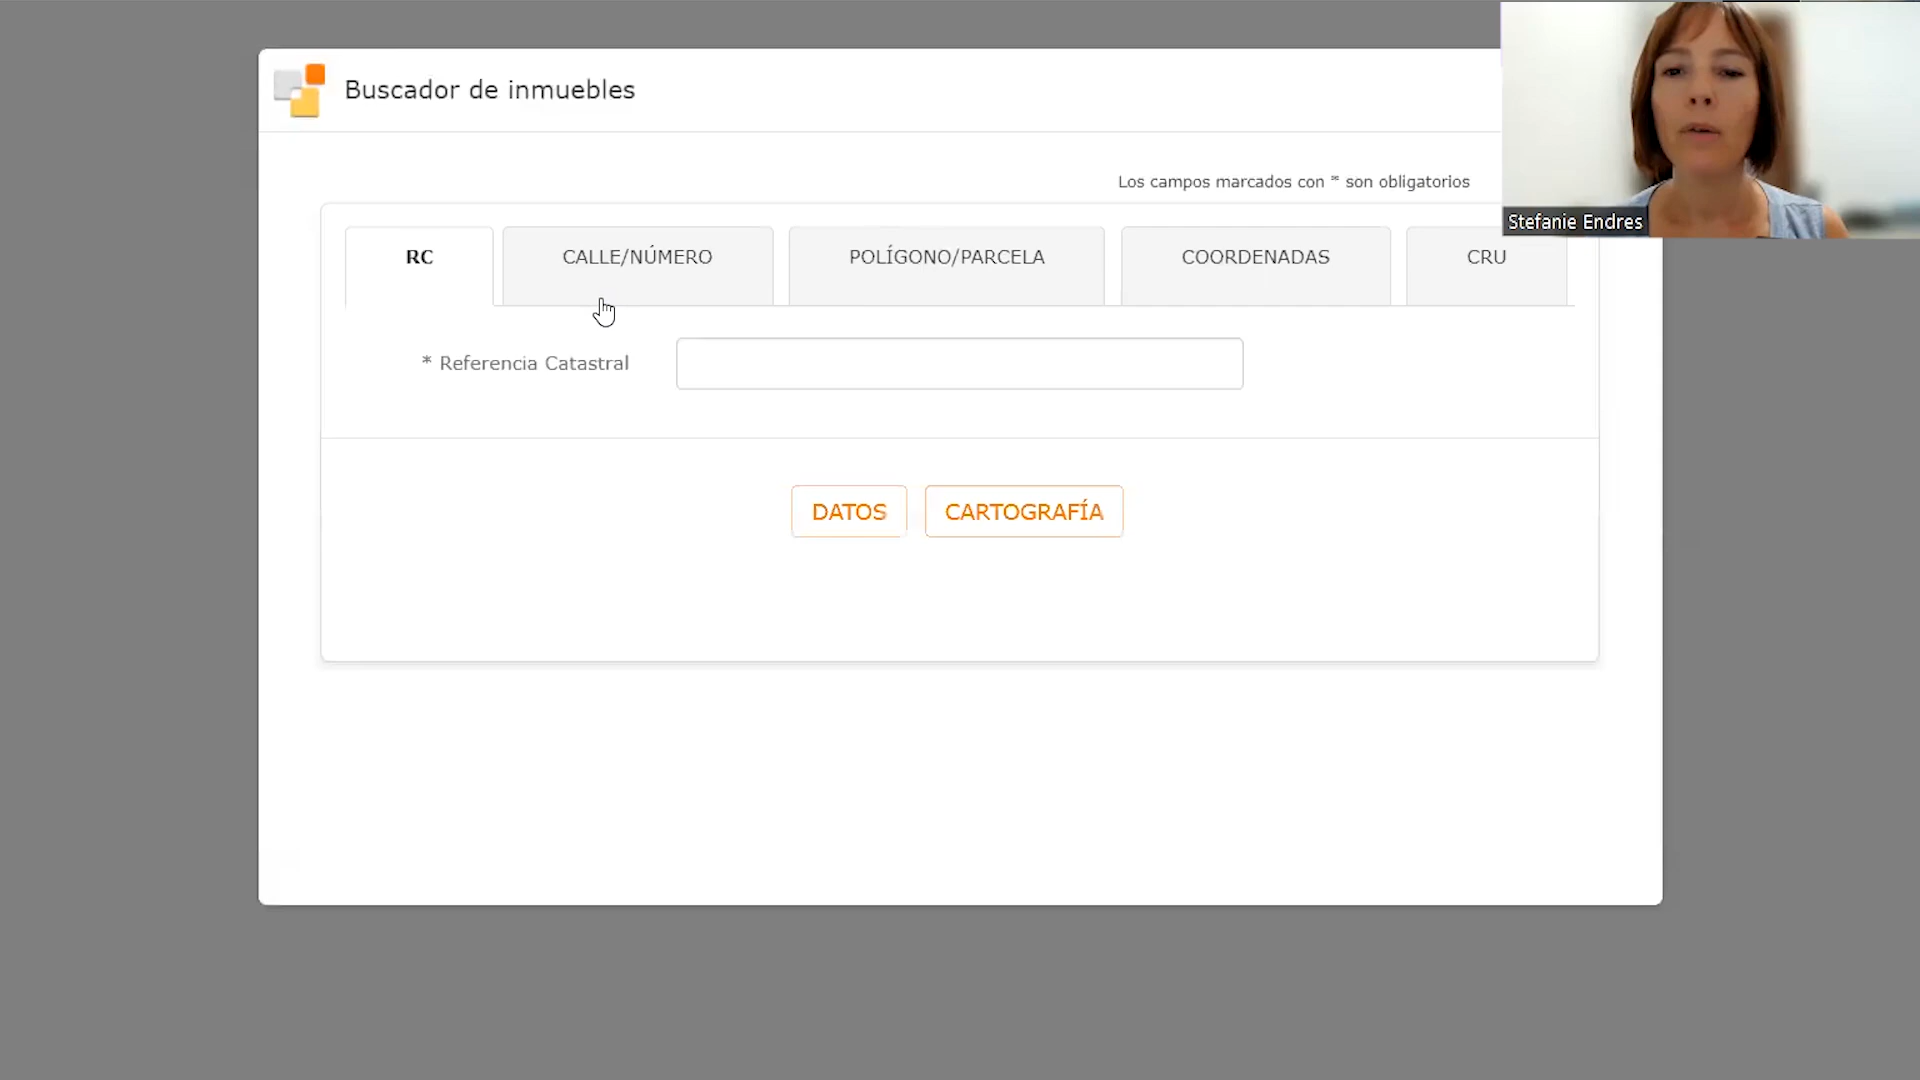 Buscador de inmuebles
Los campos marcados con * son obligatorios
Stefanie Endres
RC
CALLE/NÚMERO
POLÍGONO/PARCELA
COORDENADAS
CRU
* Referencia Catastral
DATOS
CARTOGRAFÍA